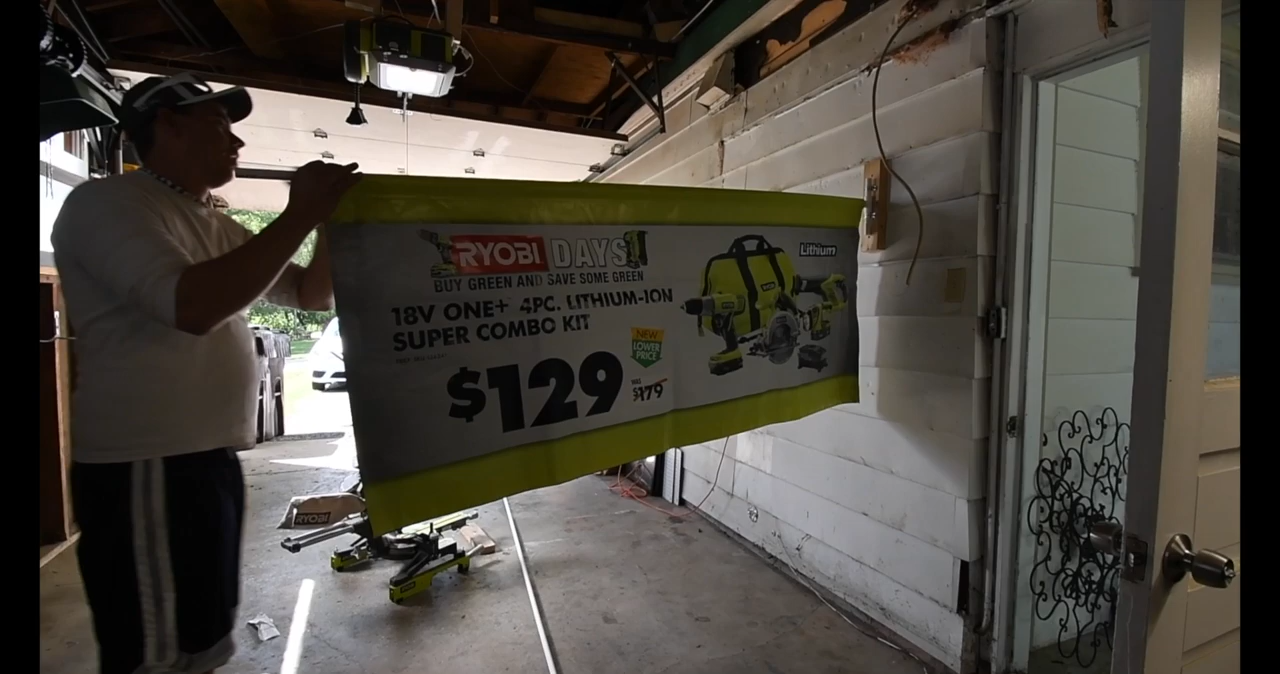 RYOBI DAYS
BUY GREEN AND SAVE SOME GREEN
Lithium
18V ONE+ 4PC. LITHIUM-ION
SUPER COMBO KIT
NEW
LOWER
PRICE
$129
WAS
$179
RYOBI